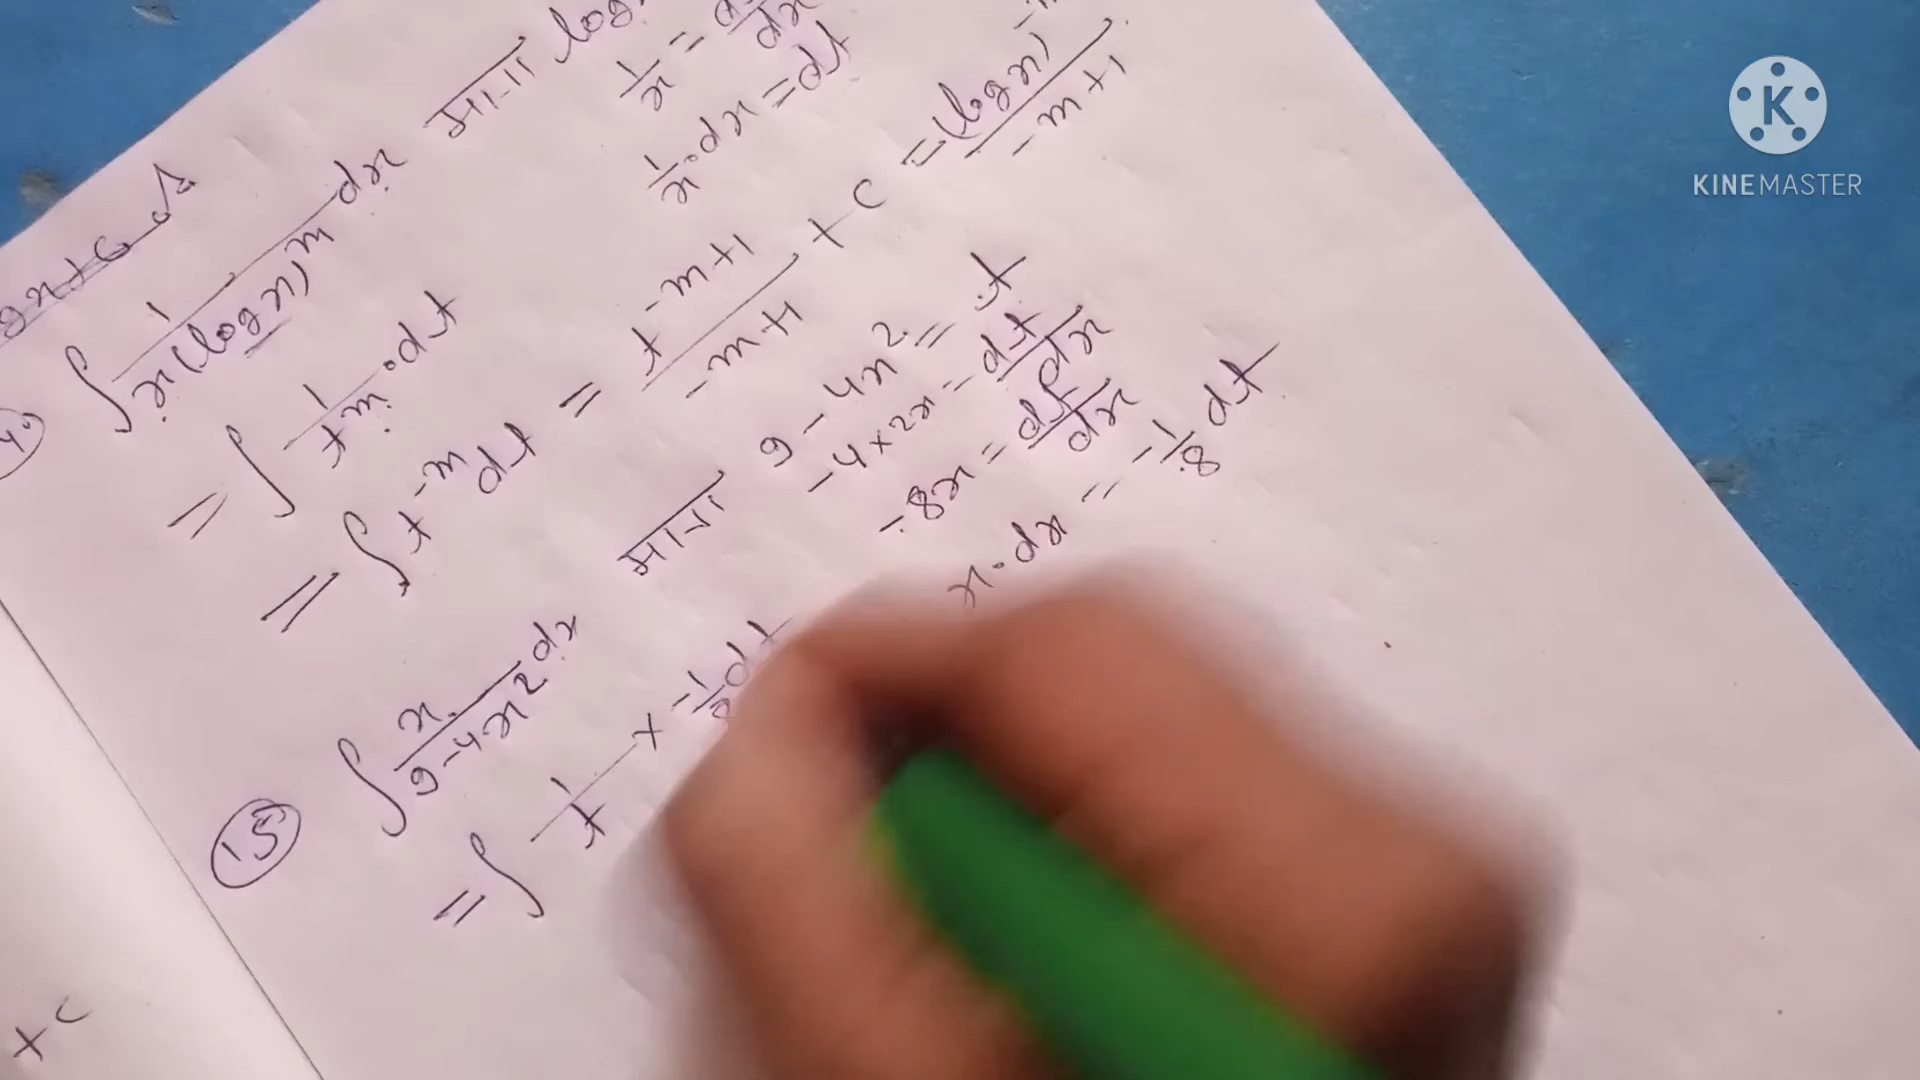 ∫ 1/x(log x)^m dx माना log
1/x = dt/dx
1/x · dx = dt
= ∫ 1/t^m · dt
= ∫ t^-m dt = t^-m+1/-m+1 + c = (log x)/-m+1
(15) ∫ x/9-4x² dx माना 9 - 4x² = t
-4×2x = dt/dx
-8x = dt/dx
x·dx = -1/8 dt
= ∫ 1/t × -1/8 dt
+ c
KINEMASTER